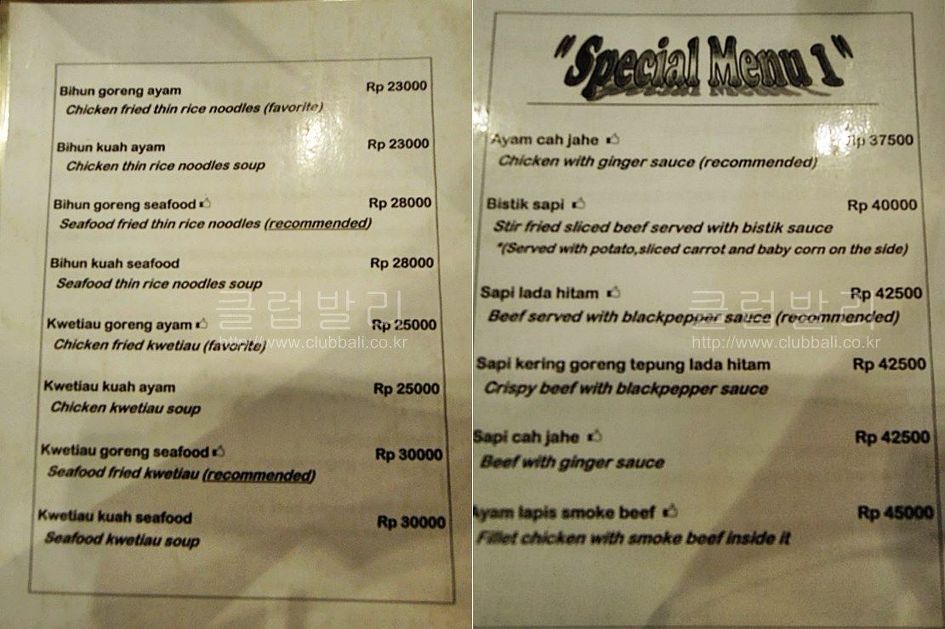 Bihun goreng ayam Rp 23000
Chicken fried thin rice noodles (favorite)
Bihun kuah ayam Rp 23000
Chicken thin rice noodles soup
Bihun goreng seafood Rp 28000
Seafood fried thin rice noodles (recommended)
Bihun kuah seafood Rp 28000
Seafood thin rice noodles soup
Kwetiau goreng ayam Rp 25000
Chicken fried kwetiau (favorite)
Kwetiau kuah ayam Rp 25000
Chicken kwetiau soup
Kwetiau goreng seafood Rp 30000
Seafood fried kwetiau (recommended)
Kwetiau kuah seafood Rp 30000
Seafood kwetiau soup
클럽발리
http://www.clubbali.co.kr
"Special Menu 1"
Ayam cah jahe Rp 37500
Chicken with ginger sauce (recommended)
Bistik sapi Rp 40000
Stir fried sliced beef served with bistik sauce
*(Served with potato,sliced carrot and baby corn on the side)
Sapi lada hitam Rp 42500
Beef served with blackpepper sauce (recommended)
Sapi kering goreng tepung lada hitam Rp 42500
Crispy beef with blackpepper sauce
Sapi cah jahe Rp 42500
Beef with ginger sauce
Ayam lapis smoke beef Rp 45000
Fillet chicken with smoke beef inside it
클럽발리
http://www.clubbali.co.kr